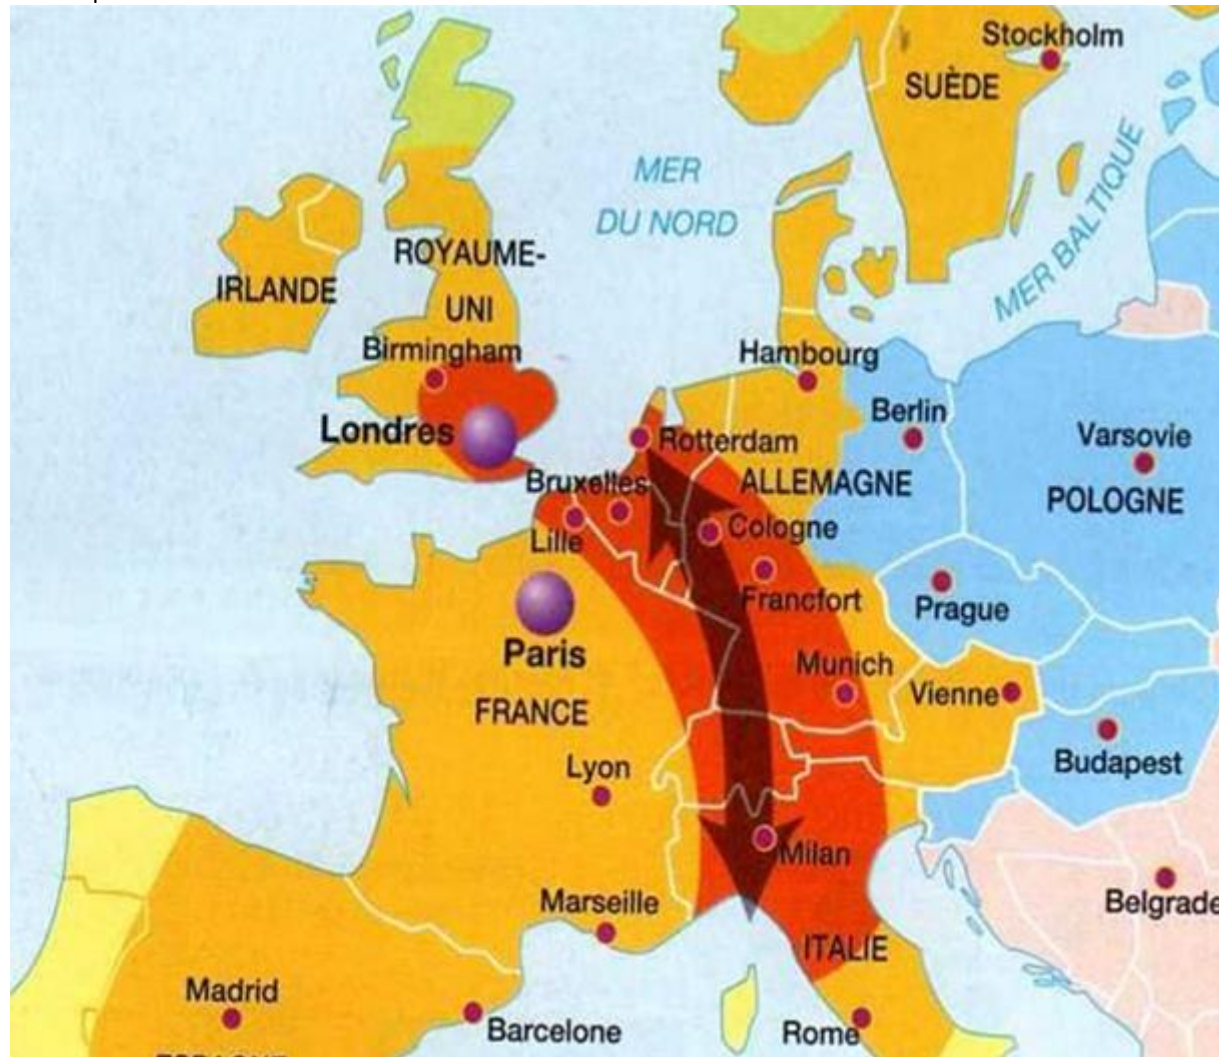 Stockholm
SUÈDE
MER
DU NORD
MER BALTIQUE
ROYAUME-
UNI
IRLANDE
Birmingham
Hambourg
Londres
Berlin
Rotterdam
Varsovie
Bruxelles
ALLEMAGNE
POLOGNE
Cologne
Lille
Francfort
Prague
Paris
Munich
Vienne
FRANCE
Lyon
Budapest
Milan
Marseille
Belgrade
ITALIE
Madrid
Barcelone
Rome